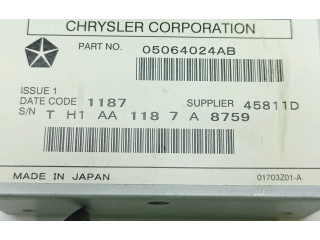 CHRYSLER CORPORATION
PART NO. 05064024AB
ISSUE 1
DATE CODE 1187 SUPPLIER 45811D
S/N T H1 AA 118 7 A 8759
MADE IN JAPAN 01703Z01-A